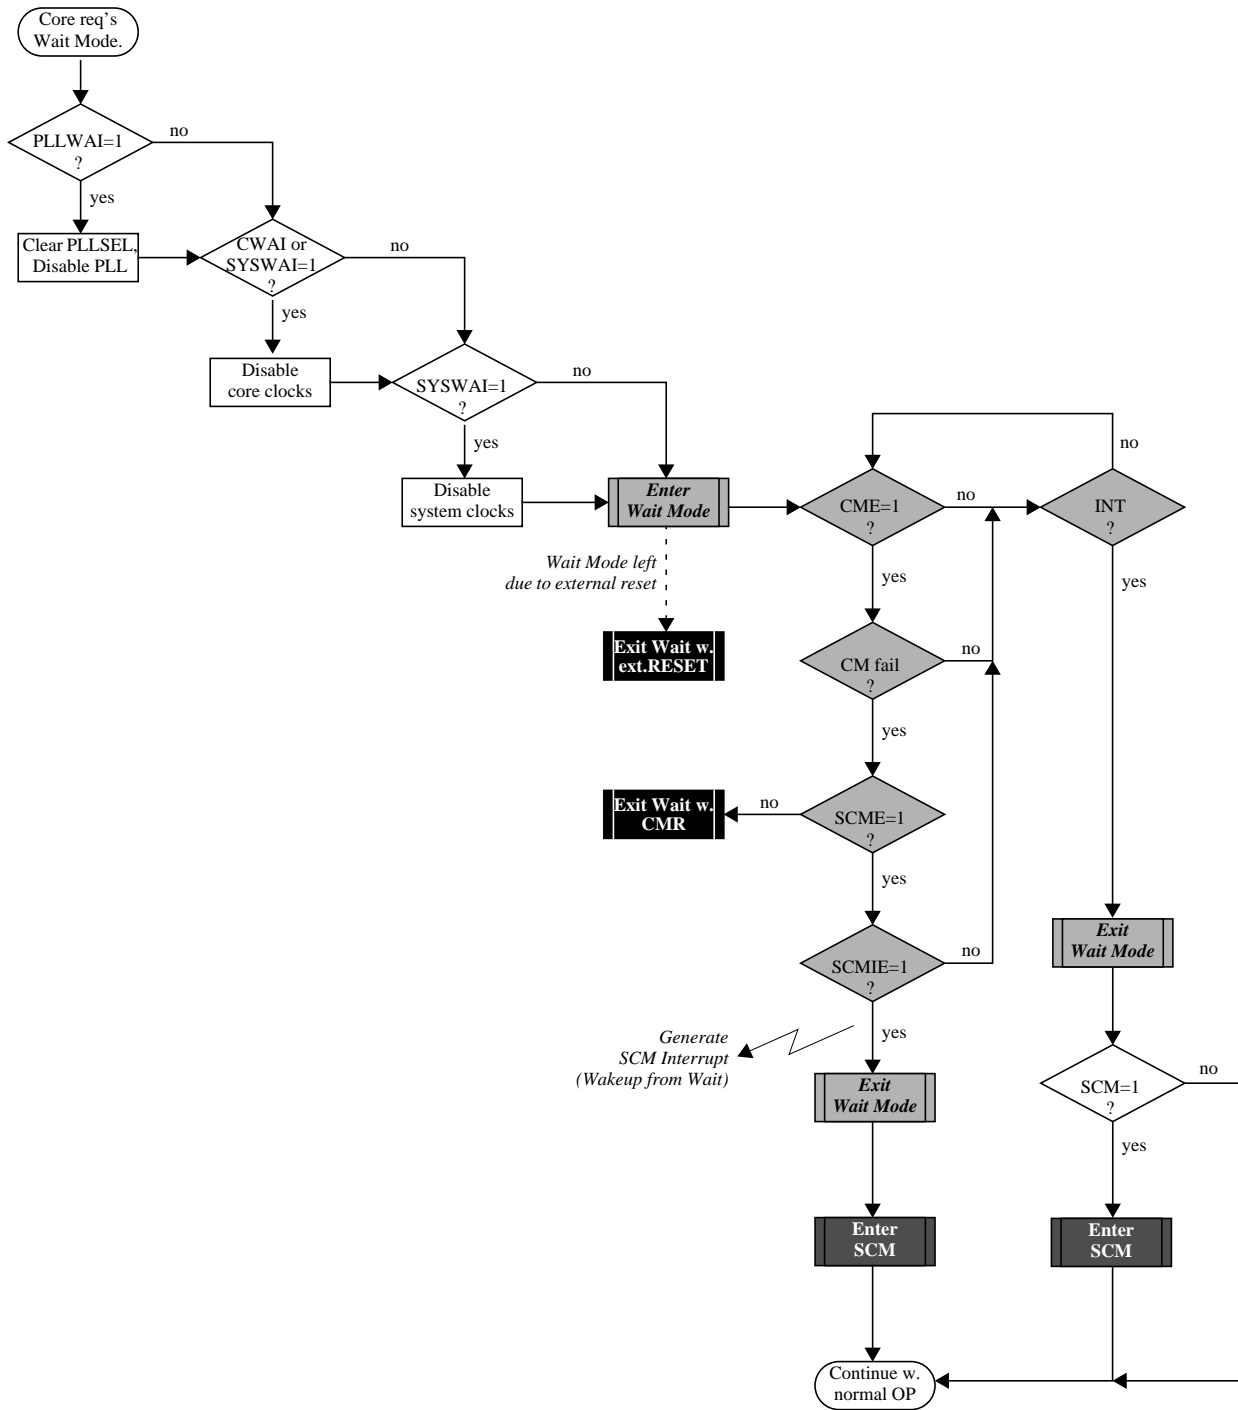 Core req's
Wait Mode.
PLLWAI=1
?
no
yes
Clear PLLSEL,
Disable PLL
CWAI or
SYSWAI=1
?
no
yes
Disable
core clocks
SYSWAI=1
?
no
yes
Disable
system clocks
Enter
Wait Mode
Wait Mode left
due to external reset
Exit Wait w.
ext.RESET
CME=1
?
no
yes
INT
?
no
yes
CM fail
?
no
yes
SCME=1
?
no
yes
Exit Wait w.
CMR
SCMIE=1
?
no
yes
Generate
SCM Interrupt
(Wakeup from Wait)
Exit
Wait Mode
Enter
SCM
Exit
Wait Mode
SCM=1
?
no
yes
Enter
SCM
Continue w.
normal OP